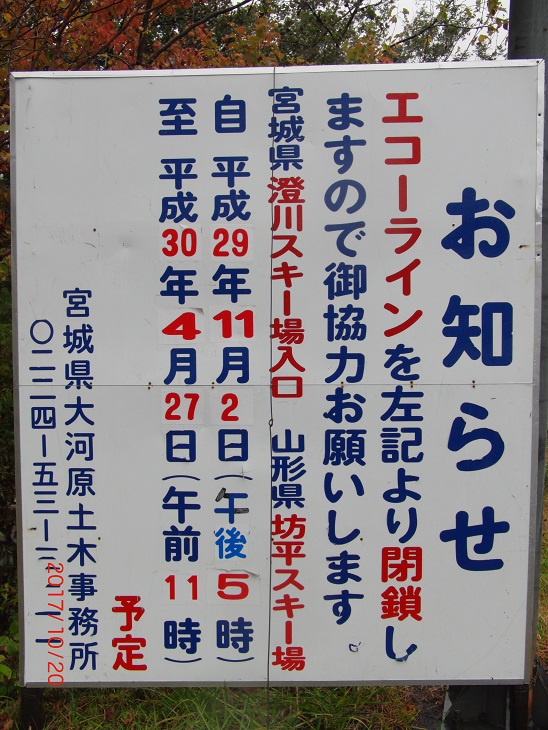 お知らせ
エコーラインを左記より閉鎖し
ますので御協力お願いします
宮城県澄川スキー場入口 山形県坊平スキー場
自 平成29年11月2日(午後5時)
至 平成30年4月27日(午前11時)
予定
宮城県大河原土木事務所
〇二二四ー五三ー三
2017/10/20